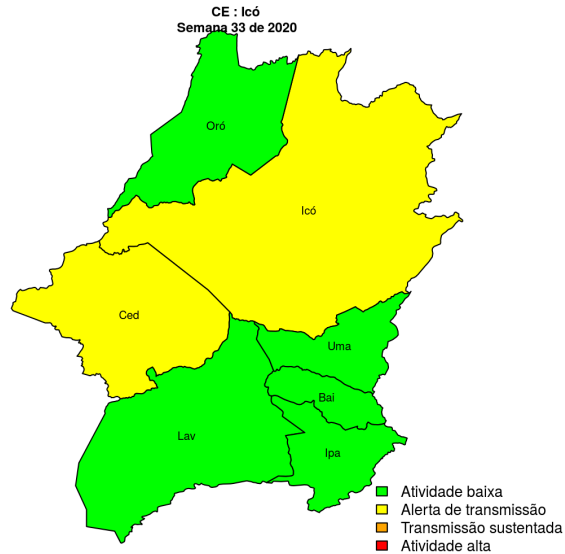 CE : Icó
Semana 33 de 2020
Oró
Icó
Ced
Uma
Bai
Lav
Ipa
Atividade baixa
Alerta de transmissão
Transmissão sustentada
Atividade alta